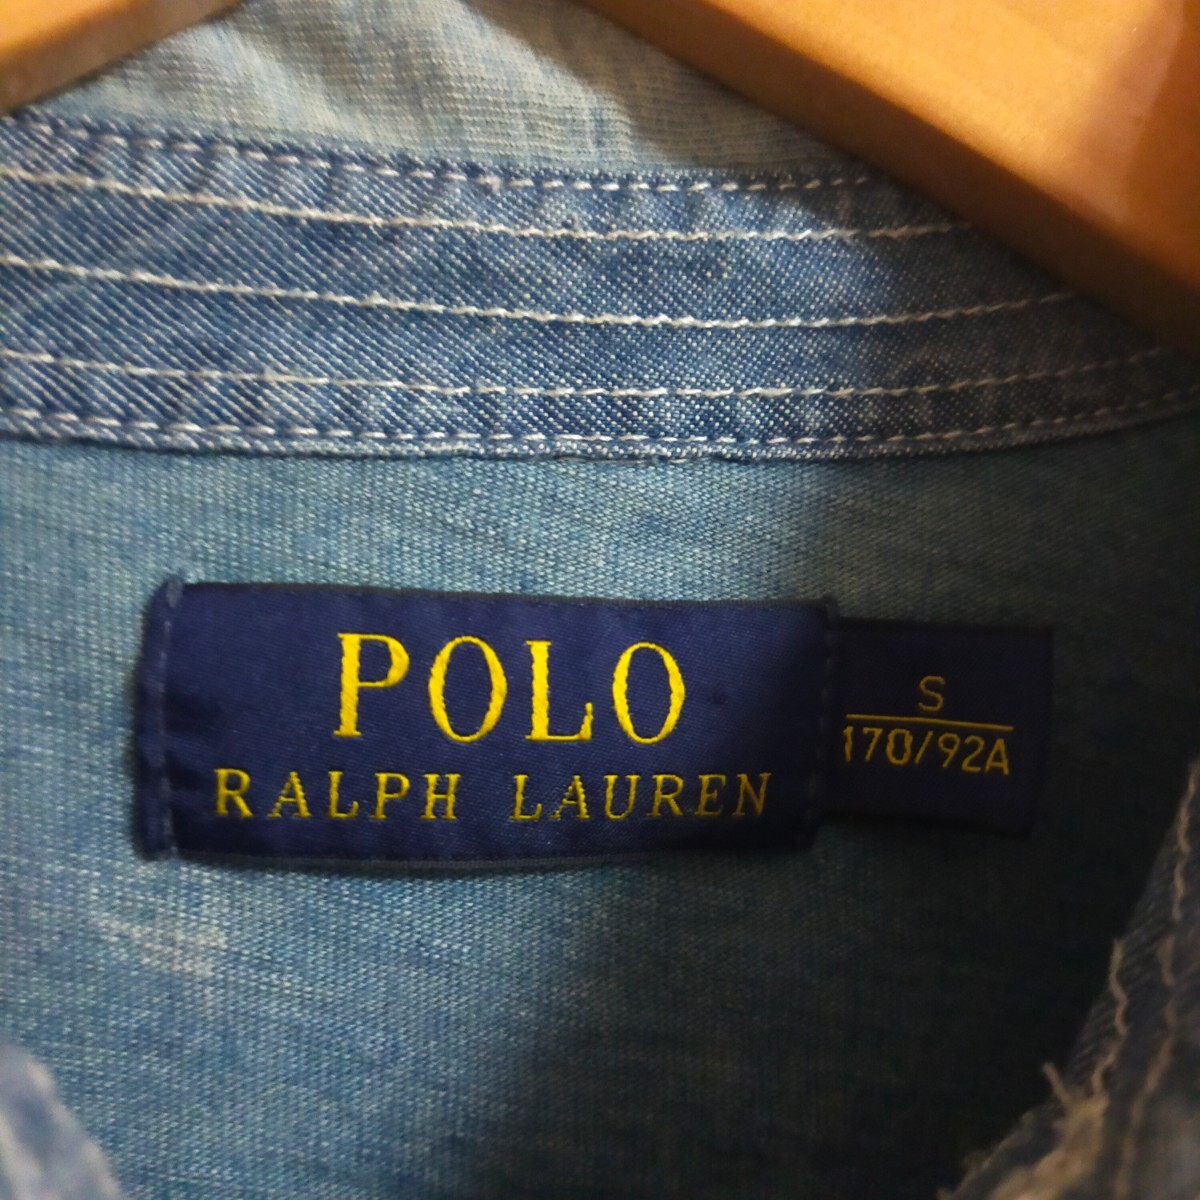 POLO
RALPH LAUREN
S
170/92A